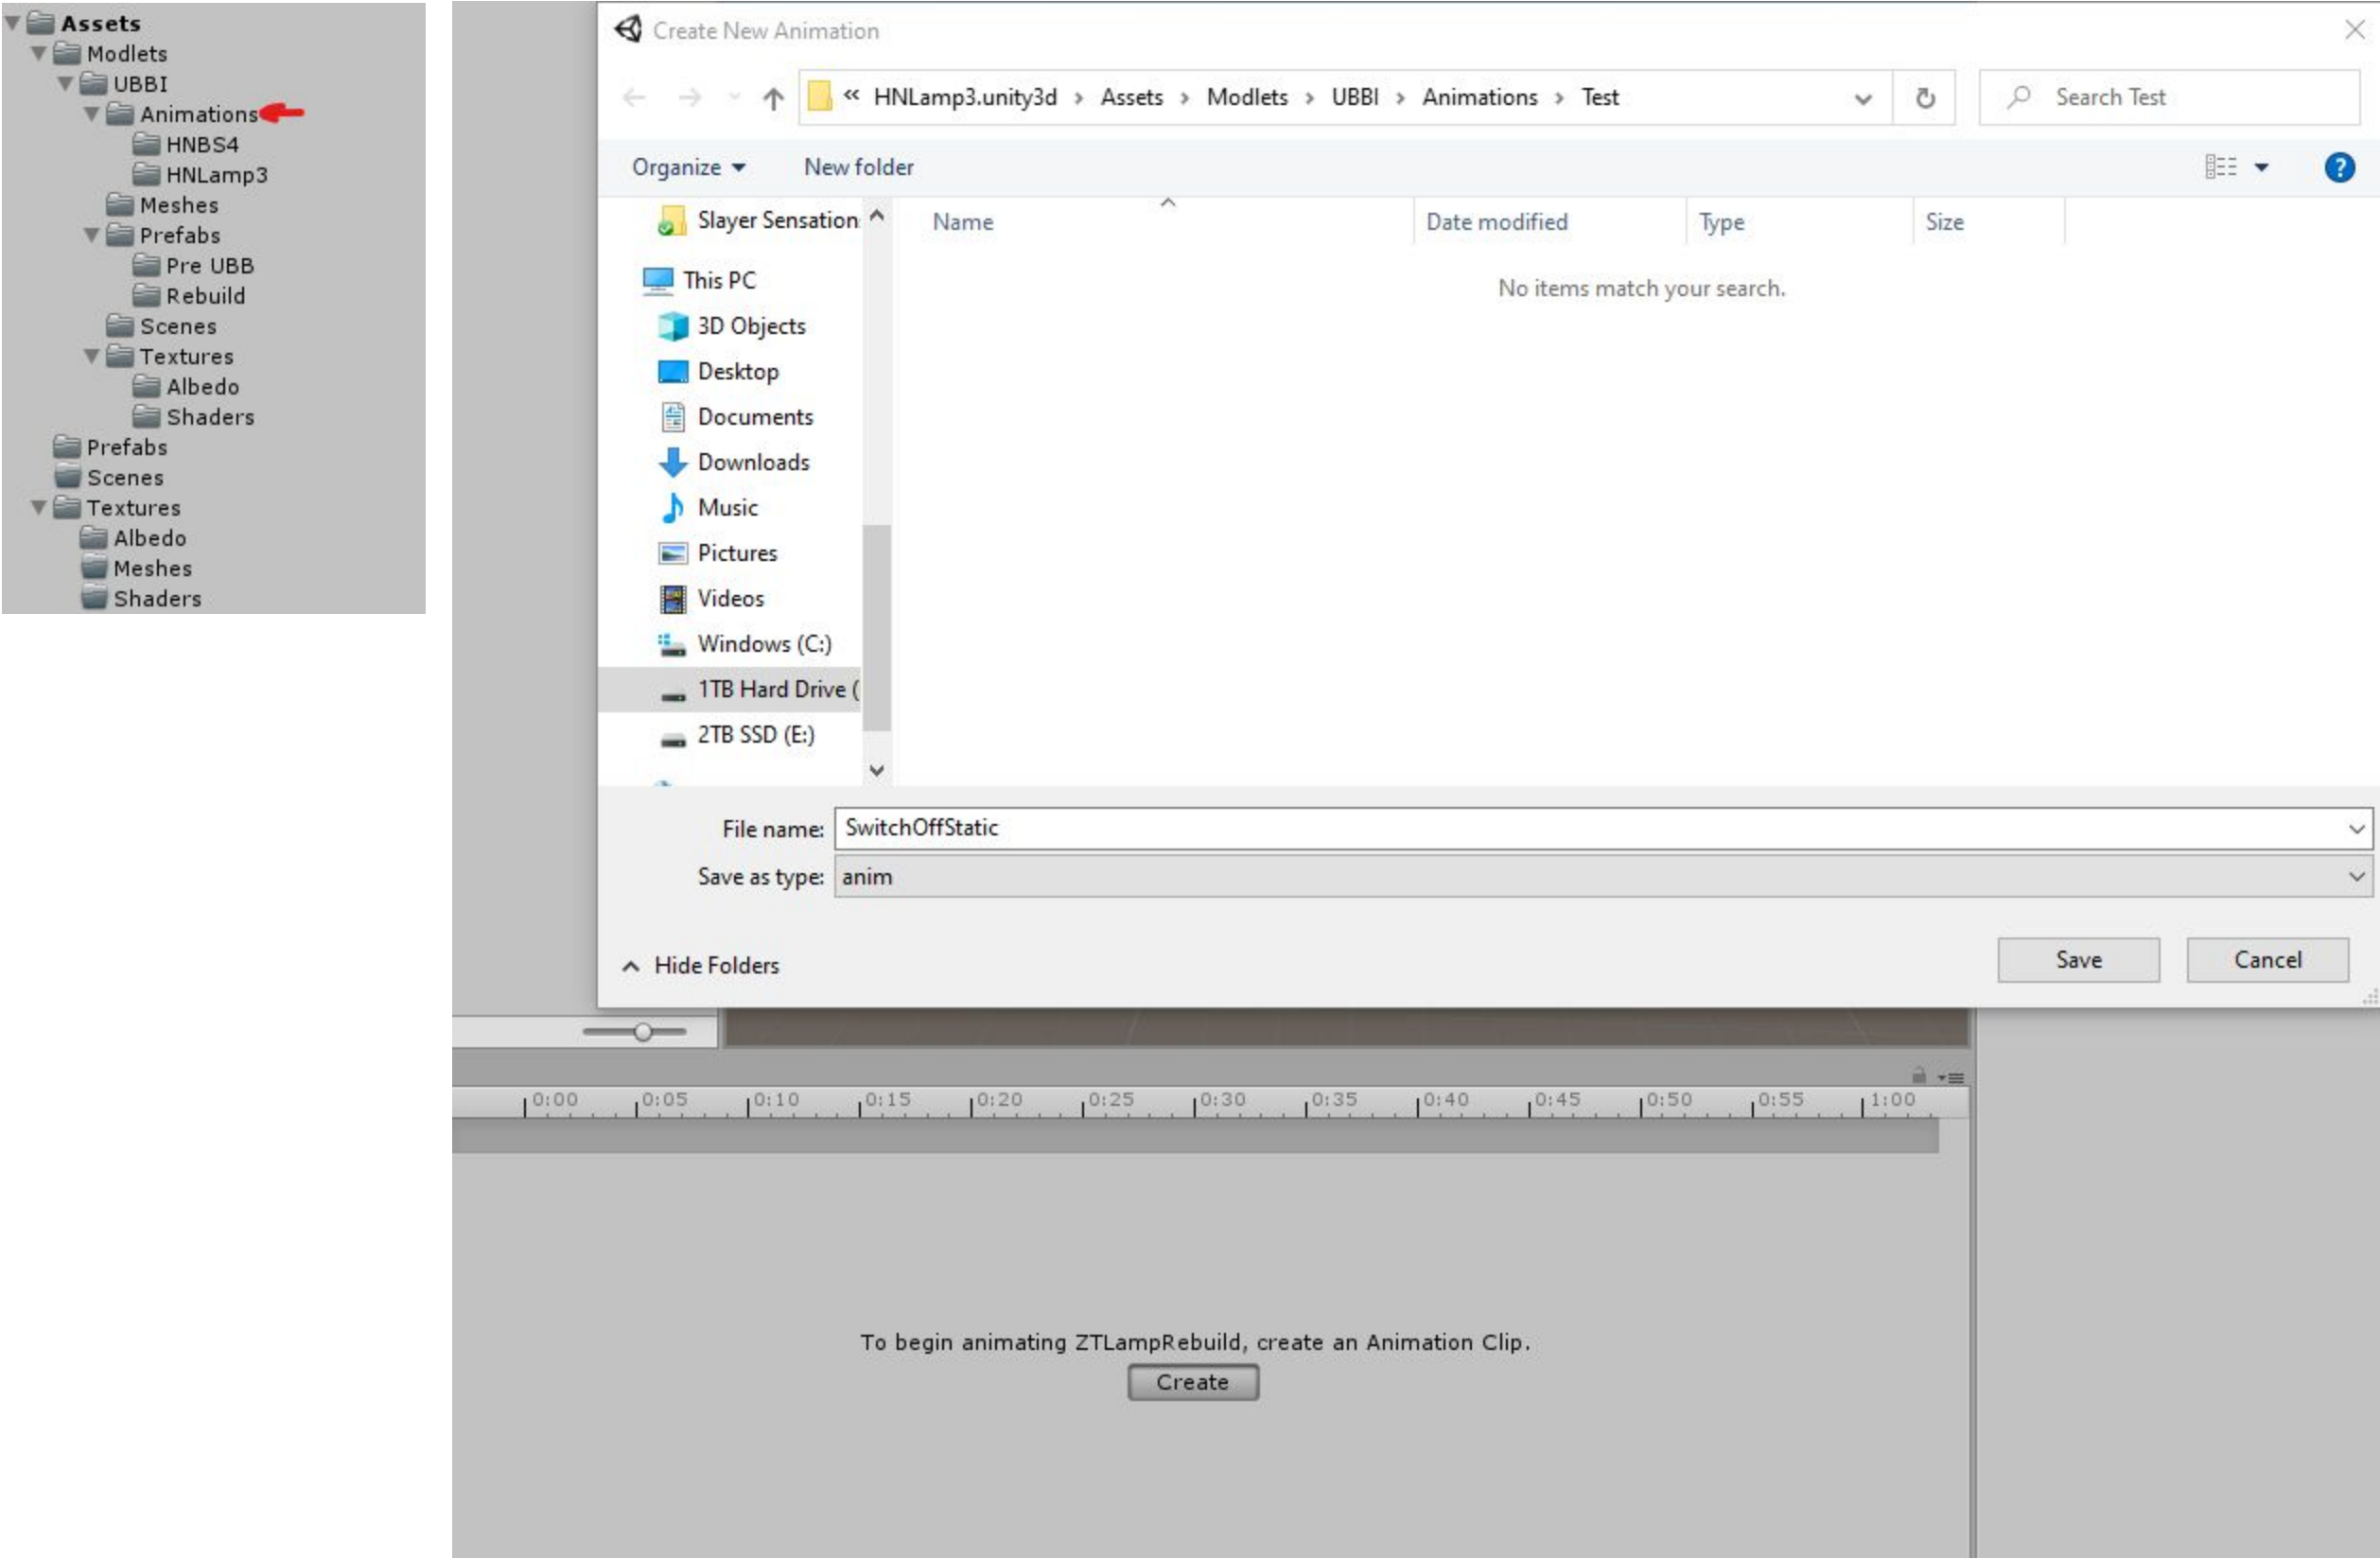 Assets
Modlets
UBBI
Animations
HNBS4
HNLamp3
Meshes
Prefabs
Pre UBB
Rebuild
Scenes
Textures
Albedo
Shaders
Prefabs
Scenes
Textures
Albedo
Meshes
Shaders
Create New Animation
« HNLamp3.unity3d › Assets › Modlets › UBBI › Animations › Test
Search Test
Organize New folder
Name Date modified Type Size
No items match your search.
Slayer Sensation
This PC
3D Objects
Desktop
Documents
Downloads
Music
Pictures
Videos
Windows (C:)
1TB Hard Drive (
2TB SSD (E:)
File name: SwitchOffStatic
Save as type: anim
Hide Folders
Save Cancel
0:00 0:05 0:10 0:15 0:20 0:25 0:30 0:35 0:40 0:45 0:50 0:55 1:00
To begin animating ZTLampRebuild, create an Animation Clip.
Create